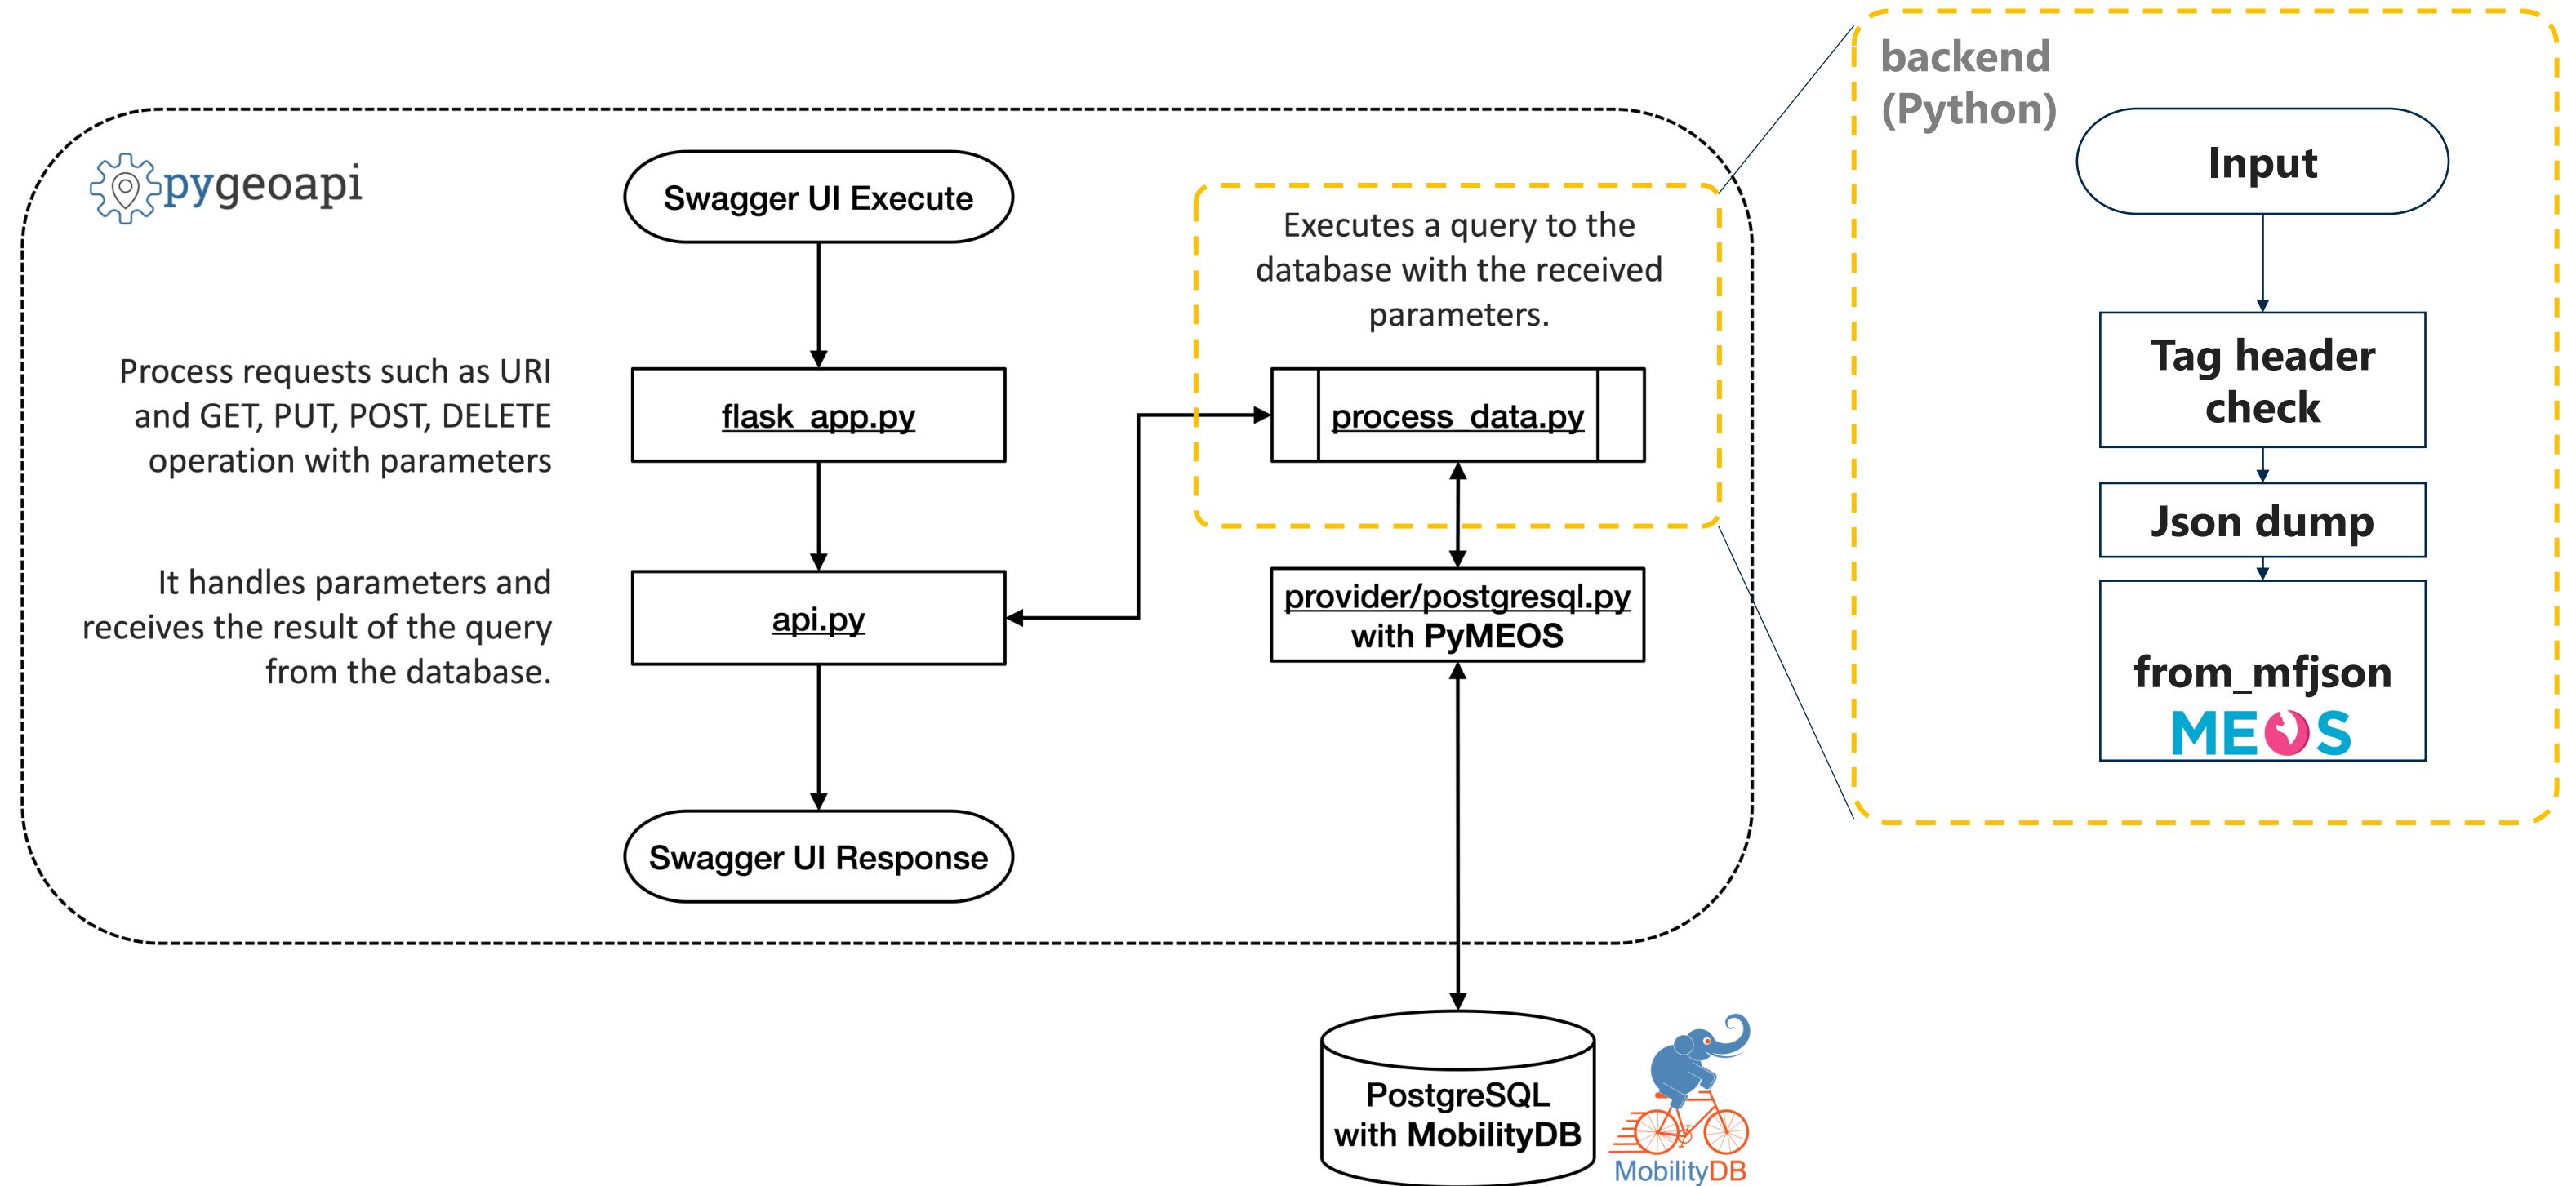 pygeoapi
Swagger UI Execute
Process requests such as URI
and GET, PUT, POST, DELETE
operation with parameters
flask_app.py
It handles parameters and
receives the result of the query
from the database.
api.py
Swagger UI Response
Executes a query to the
database with the received
parameters.
process_data.py
provider/postgresql.py
with PyMEOS
PostgreSQL
with MobilityDB
MobilityDB
backend
(Python)
Input
Tag header
check
Json dump
from_mfjson
MEOS